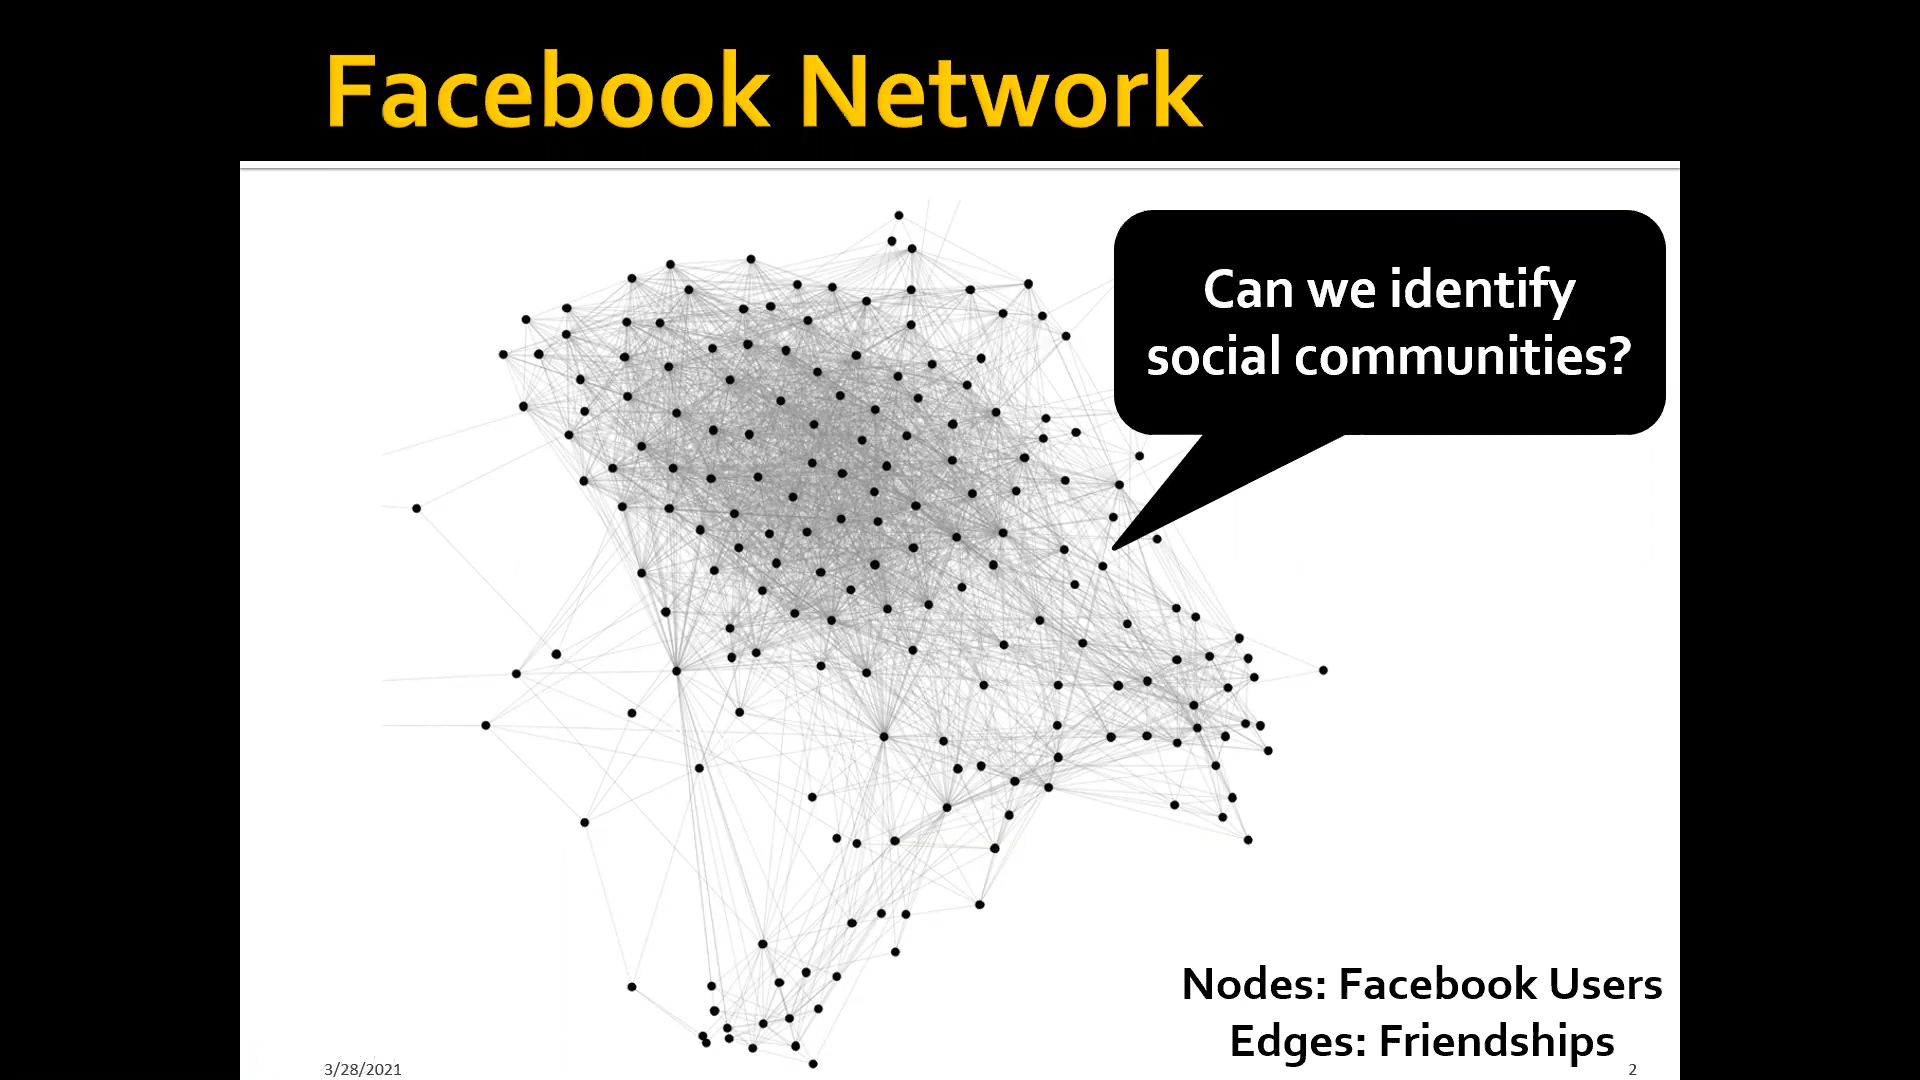 Facebook Network
Can we identify
social communities?
Nodes: Facebook Users
Edges: Friendships
3/28/2021
2